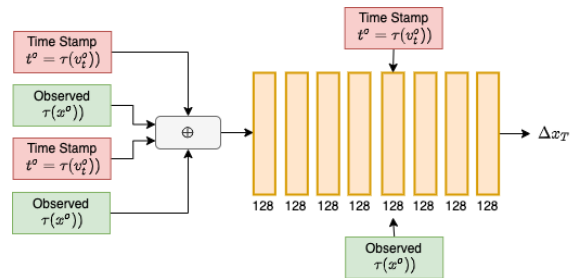 Time Stamp
t^o = τ(v_t^o))
Observed
τ(x^o))
Time Stamp
t^o = τ(v_t^o))
Observed
τ(x^o))
⊕
Time Stamp
t^o = τ(v_t^o))
128 128 128 128 128 128 128 128
Observed
τ(x^o))
Δx_T